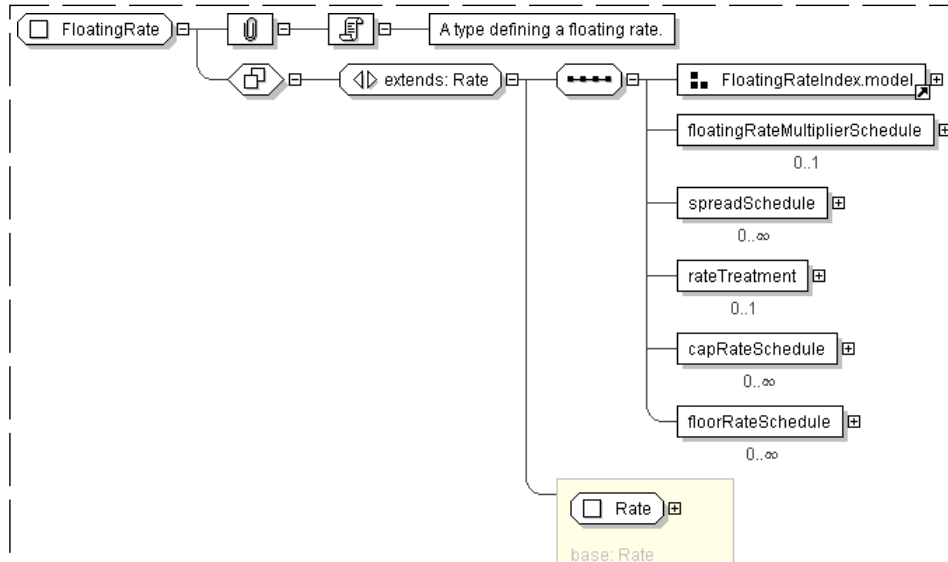 FloatingRate
A type defining a floating rate.
extends: Rate
FloatingRateIndex.model
floatingRateMultiplierSchedule
0..1
spreadSchedule
0..∞
rateTreatment
0..1
capRateSchedule
0..∞
floorRateSchedule
0..∞
Rate
base: Rate